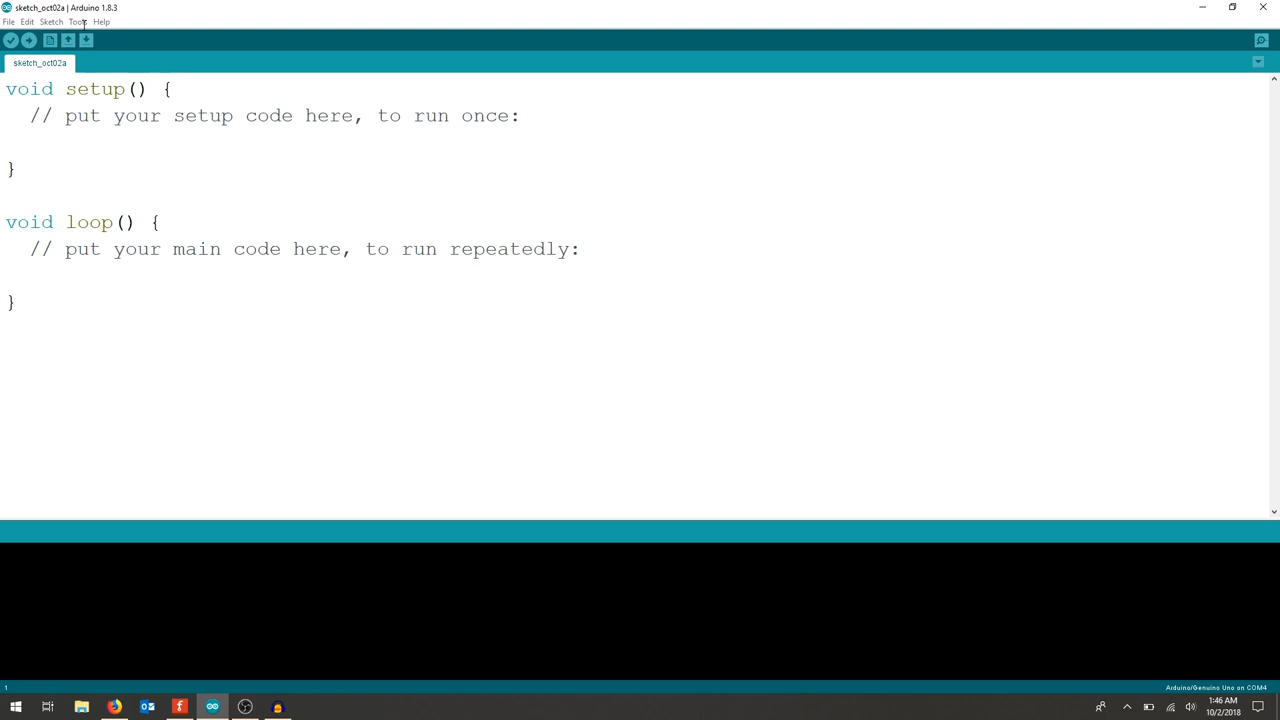 sketch_oct02a | Arduino 1.8.3
File Edit Sketch Tools Help
sketch_oct02a
void setup() {
  // put your setup code here, to run once:
}
void loop() {
  // put your main code here, to run repeatedly:
}
1
Arduino/Genuino Uno on COM4
1:46 AM
10/2/2018